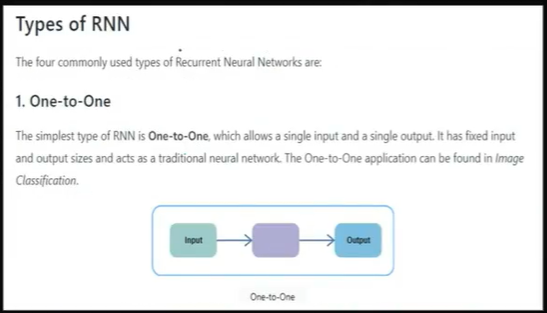 Types of RNN
The four commonly used types of Recurrent Neural Networks are:
1. One-to-One
The simplest type of RNN is One-to-One, which allows a single input and a single output. It has fixed input
and output sizes and acts as a traditional neural network. The One-to-One application can be found in Image
Classification.
Input Output
One-to-One